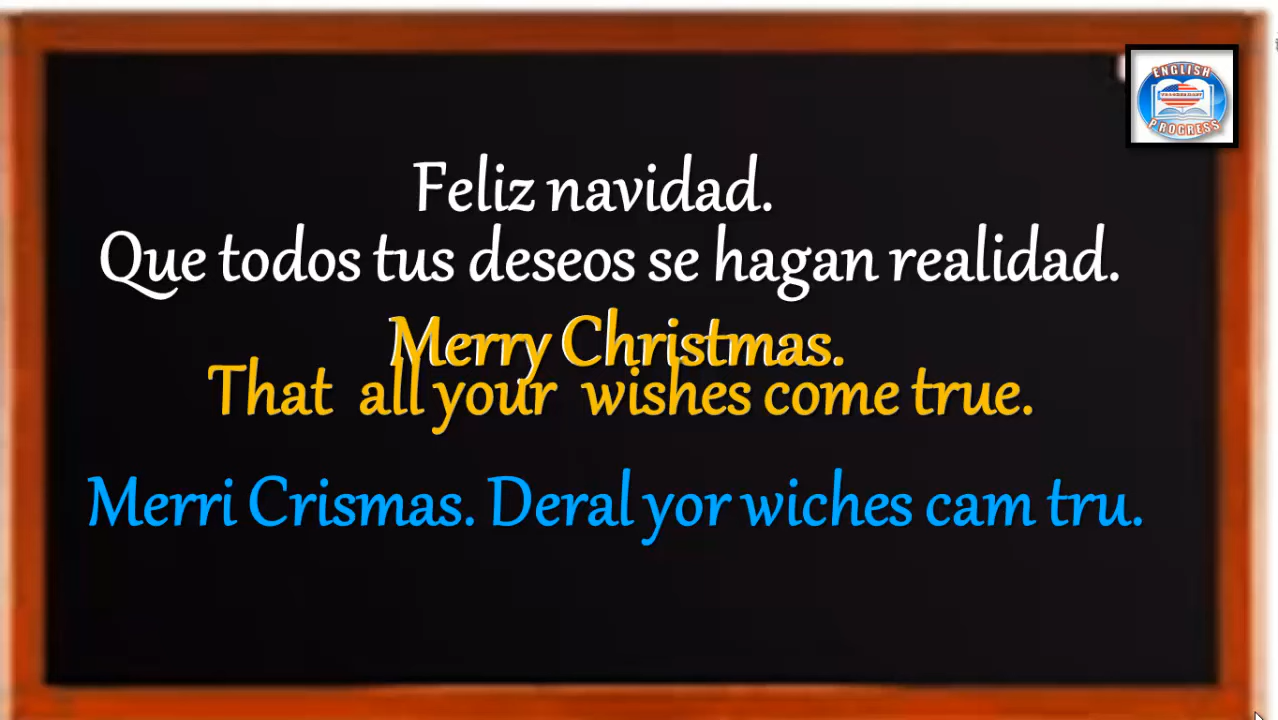 ENGLISH
PROGRESS
Feliz navidad.
Que todos tus deseos se hagan realidad.
Merry Christmas.
That all your wishes come true.
Merri Crismas. Deral yor wiches cam tru.